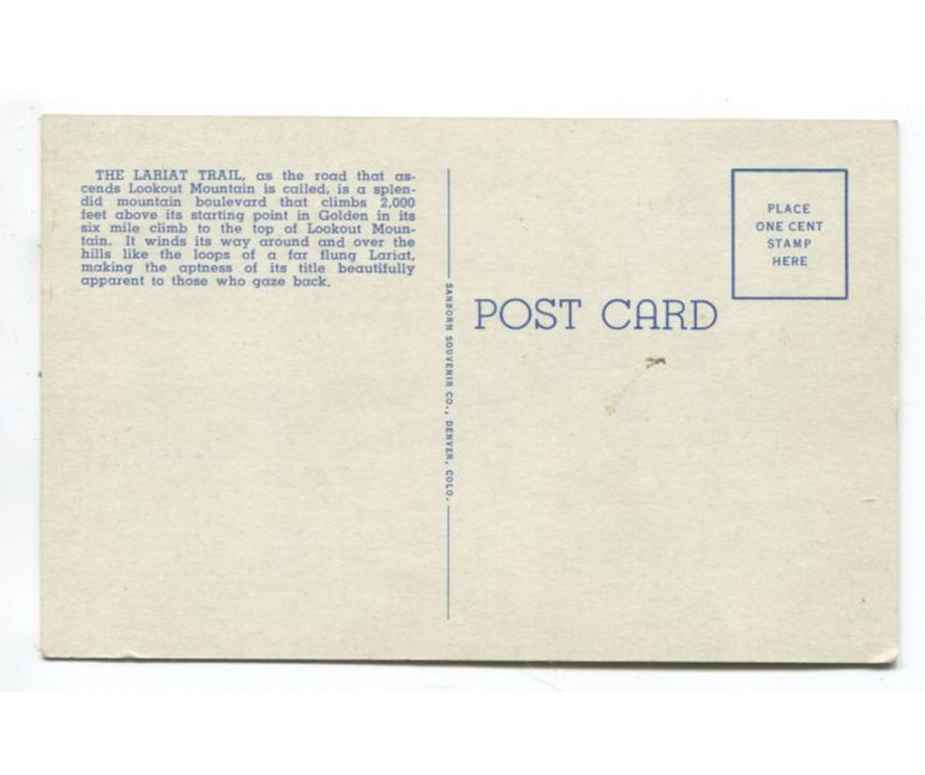 THE LARIAT TRAIL, as the road that as-
cends Lookout Mountain is called, is a splen-
did mountain boulevard that climbs 2,000
feet above its starting point in Golden in its
six mile climb to the top of Lookout Moun-
tain. It winds its way around and over the
hills like the loops of a far flung Lariat,
making the aptness of its title beautifully
apparent to those who gaze back.
SANBORN SOUVENIR CO., DENVER, COLO.
POST CARD
PLACE
ONE CENT
STAMP
HERE